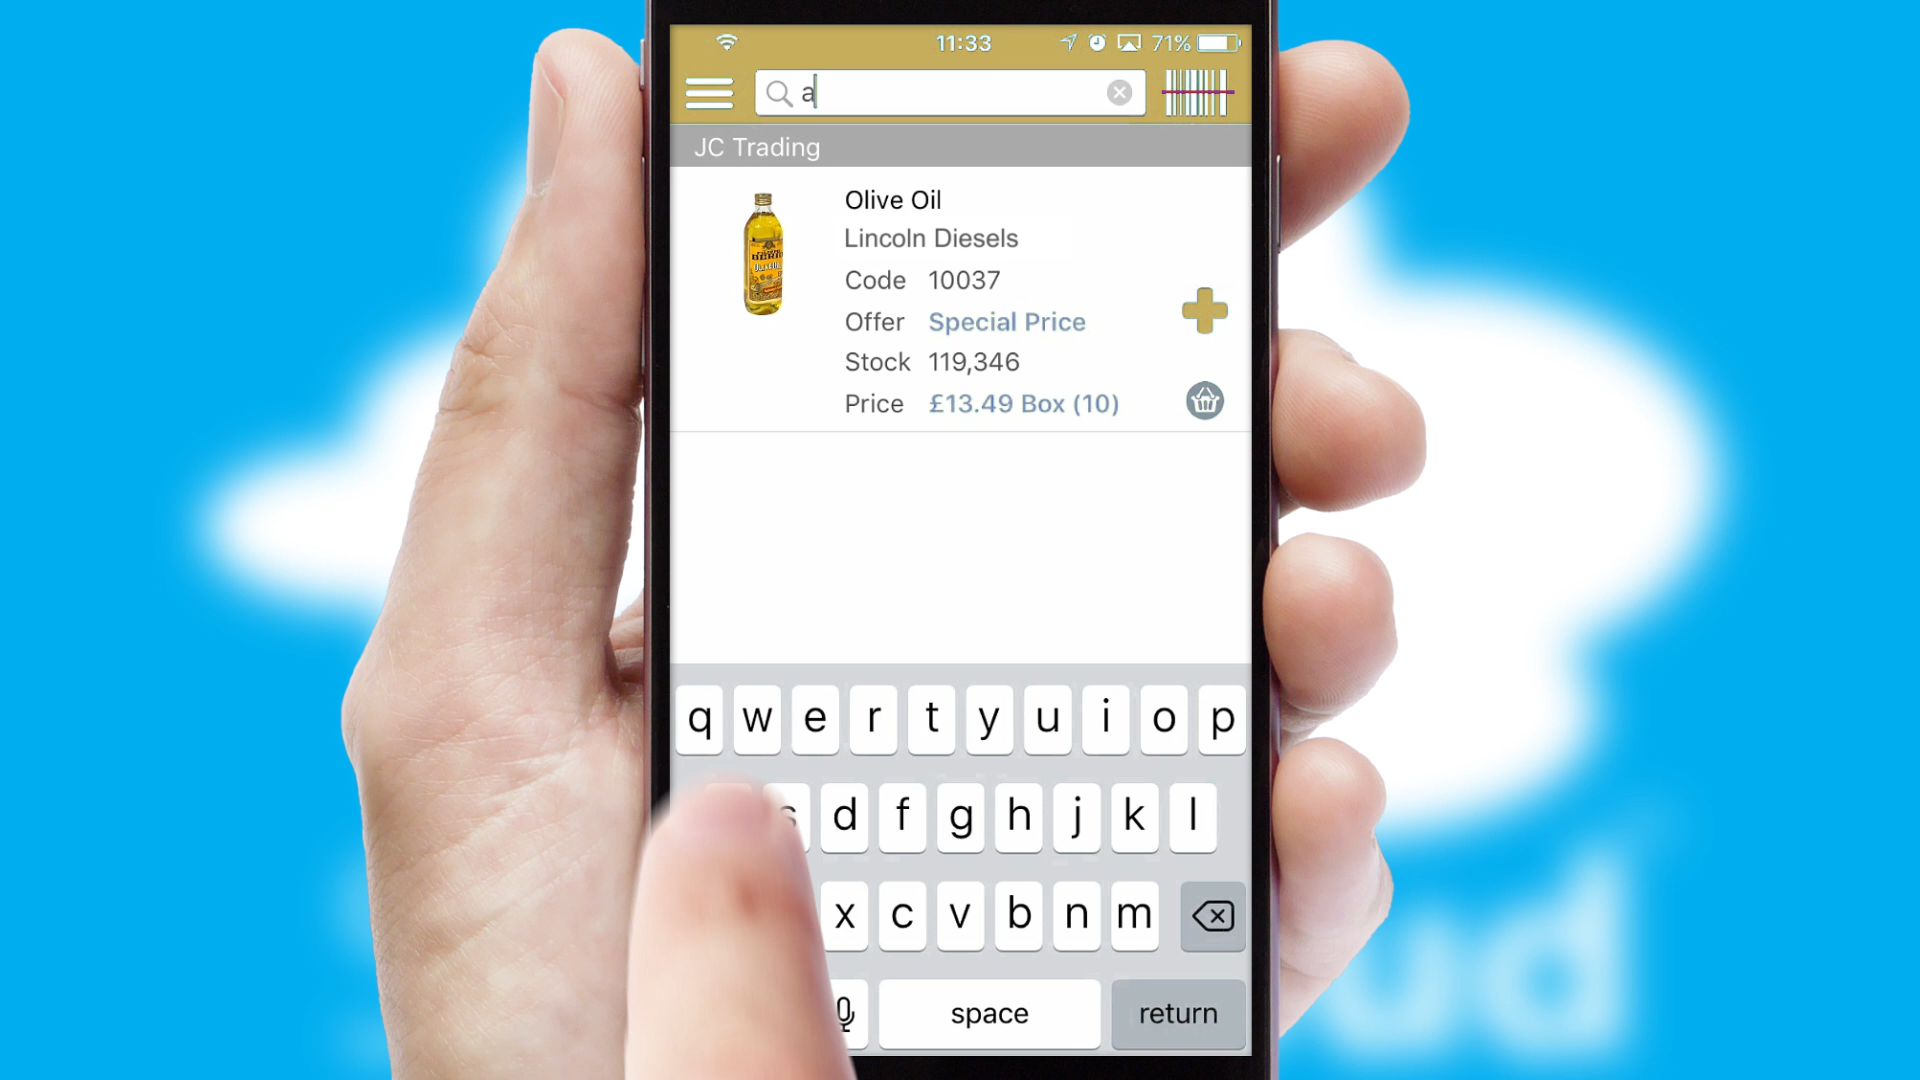 11:33
71%
a
JC Trading
Olive Oil
Lincoln Diesels
Code 10037
Offer Special Price
Stock 119,346
Price £13.49 Box (10)
q w e r t y u i o p
s d f g h j k l
x c v b n m
space return
ud